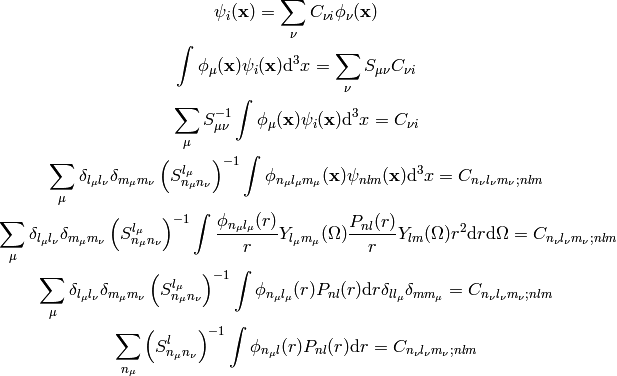 \psi_i(\mathbf{x}) = \sum_\nu C_{\nu i} \phi_\nu(\mathbf{x})
\int \phi_\mu(\mathbf{x}) \psi_i(\mathbf{x}) \mathrm{d}^3 x = \sum_\nu S_{\mu\nu} C_{\nu i}
\sum_\mu S^{-1}_{\mu\nu} \int \phi_\mu(\mathbf{x}) \psi_i(\mathbf{x}) \mathrm{d}^3 x = C_{\nu i}
\sum_\mu \delta_{l_\mu l_\nu} \delta_{m_\mu m_\nu} \left( S^{l_\mu}_{n_\mu n_\nu} \right)^{-1} \int \phi_{n_\mu l_\mu m_\mu}(\mathbf{x}) \psi_{nlm}(\mathbf{x}) \mathrm{d}^3 x = C_{n_\nu l_\nu m_\nu; nlm}
\sum_\mu \delta_{l_\mu l_\nu} \delta_{m_\mu m_\nu} \left( S^{l_\mu}_{n_\mu n_\nu} \right)^{-1} \int \frac{\phi_{n_\mu l_\mu}(r)}{r} Y_{l_\mu m_\mu}(\Omega) \frac{P_{nl}(r)}{r} Y_{lm}(\Omega) r^2 \mathrm{d}r \mathrm{d}\Omega = C_{n_\nu l_\nu m_\nu; nlm}
\sum_\mu \delta_{l_\mu l_\nu} \delta_{m_\mu m_\nu} \left( S^{l_\mu}_{n_\mu n_\nu} \right)^{-1} \int \phi_{n_\mu l_\mu}(r) P_{nl}(r) \mathrm{d}r \delta_{l l_\mu} \delta_{m m_\mu} = C_{n_\nu l_\nu m_\nu; nlm}
\sum_{n_\mu} \left( S^l_{n_\mu n_\nu} \right)^{-1} \int \phi_{n_\mu l}(r) P_{nl}(r) \mathrm{d}r = C_{n_\nu l_\nu m_\nu; nlm}